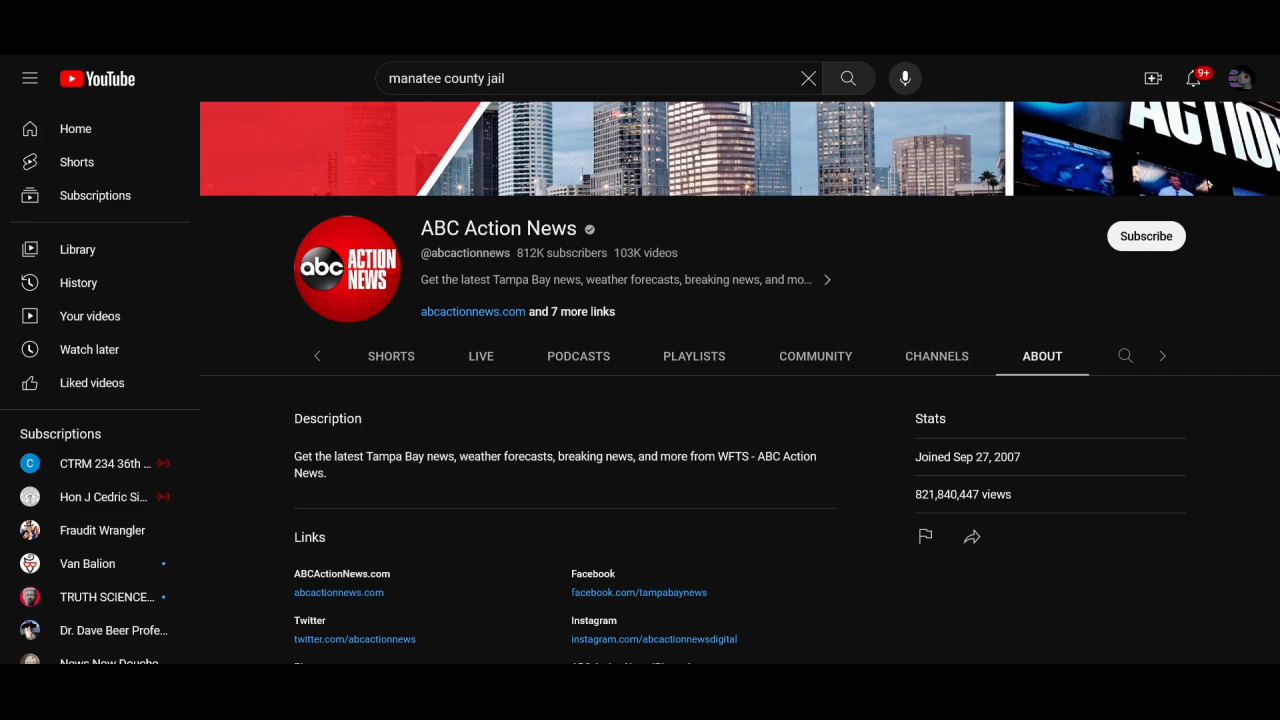 YouTube
manatee county jail
9+
Home
Shorts
Subscriptions
Library
History
Your videos
Watch later
Liked videos
Subscriptions
C
CTRM 234 36th ...
Hon J Cedric Si...
Fraudit Wrangler
Van Balion
TRUTH SCIENCE...
Dr. Dave Beer Profe...
ACTION
abc ACTION
NEWS
ABC Action News
@abcactionnews 812K subscribers 103K videos
Get the latest Tampa Bay news, weather forecasts, breaking news, and mo...
abcactionnews.com and 7 more links
Subscribe
SHORTS LIVE PODCASTS PLAYLISTS COMMUNITY CHANNELS ABOUT
Description
Get the latest Tampa Bay news, weather forecasts, breaking news, and more from WFTS - ABC Action
News.
Links
ABCActionNews.com
abcactionnews.com
Facebook
facebook.com/tampabaynews
Twitter
twitter.com/abcactionnews
Instagram
instagram.com/abcactionnewsdigital
Stats
Joined Sep 27, 2007
821,840,447 views